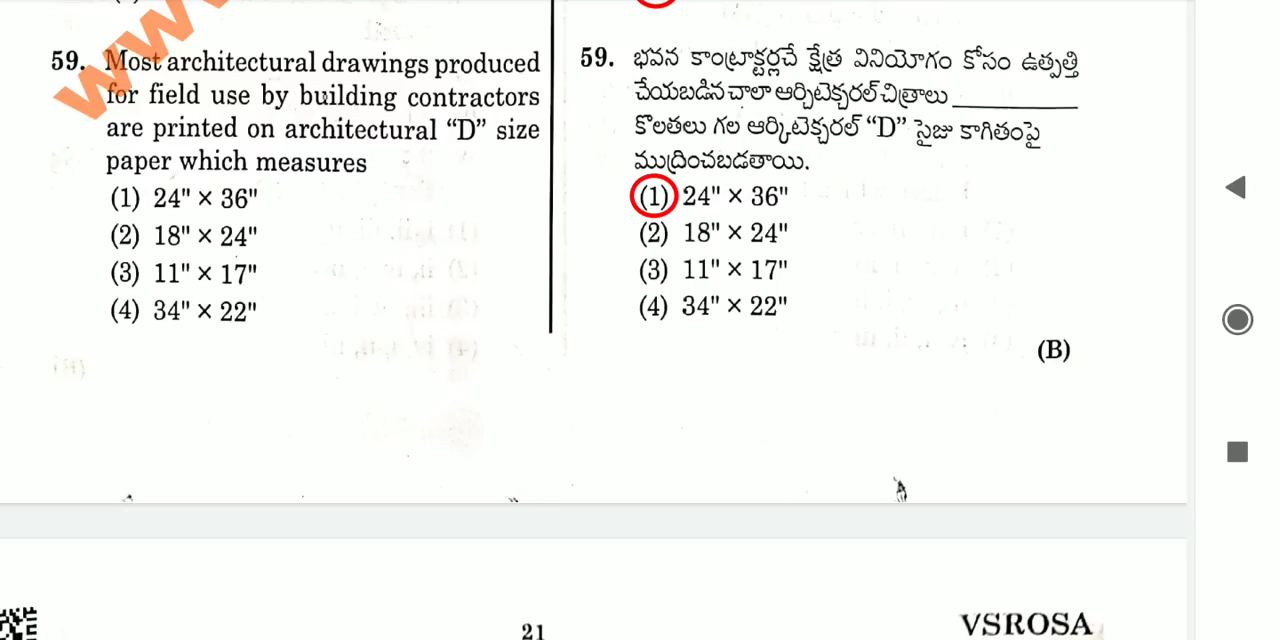 www.
59. Most architectural drawings produced
for field use by building contractors
are printed on architectural “D” size
paper which measures
(1) 24" × 36"
(2) 18" × 24"
(3) 11" × 17"
(4) 34" × 22"
59. భవన కాంట్రాక్టర్లచే క్షేత్ర వినియోగం కోసం ఉత్పత్తి
చేయబడిన చాలా ఆర్చిటెక్చరల్ చిత్రాలు ____________
కొలతలు గల ఆర్కిటెక్చరల్ “D” సైజు కాగితంపై
ముద్రించబడతాయి.
(1) 24" × 36"
(2) 18" × 24"
(3) 11" × 17"
(4) 34" × 22"
(B)
21
VSROSA